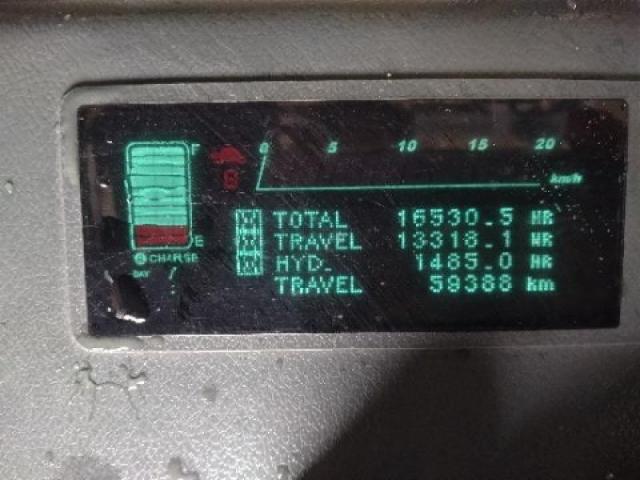 F
0 5 10 15 20
km/h
E
TOTAL 16530.5 HR
TRAVEL 13318.1 HR
HYD. 1485.0 HR
TRAVEL 59388 km
CHARGE
DAY